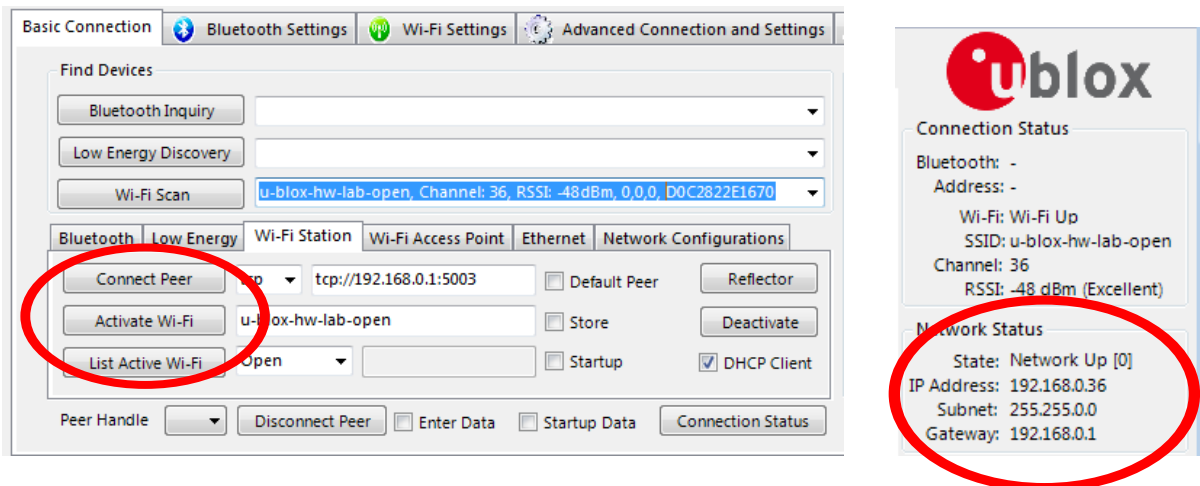 Basic Connection Bluetooth Settings Wi-Fi Settings Advanced Connection and Settings
Find Devices
Bluetooth Inquiry
Low Energy Discovery
Wi-Fi Scan u-blox-hw-lab-open, Channel: 36, RSSI: -48dBm, 0,0,0, D0C2822E1670
Bluetooth Low Energy Wi-Fi Station Wi-Fi Access Point Ethernet Network Configurations
Connect Peer tcp://192.168.0.1:5003 Default Peer Reflector
Activate Wi-Fi u-blox-hw-lab-open Store Deactivate
List Active Wi-Fi Open Startup DHCP Client
Peer Handle Disconnect Peer Enter Data Startup Data Connection Status
ublox
Connection Status
Bluetooth: -
Address: -
Wi-Fi: Wi-Fi Up
SSID: u-blox-hw-lab-open
Channel: 36
RSSI: -48 dBm (Excellent)
Network Status
State: Network Up [0]
IP Address: 192.168.0.36
Subnet: 255.255.0.0
Gateway: 192.168.0.1